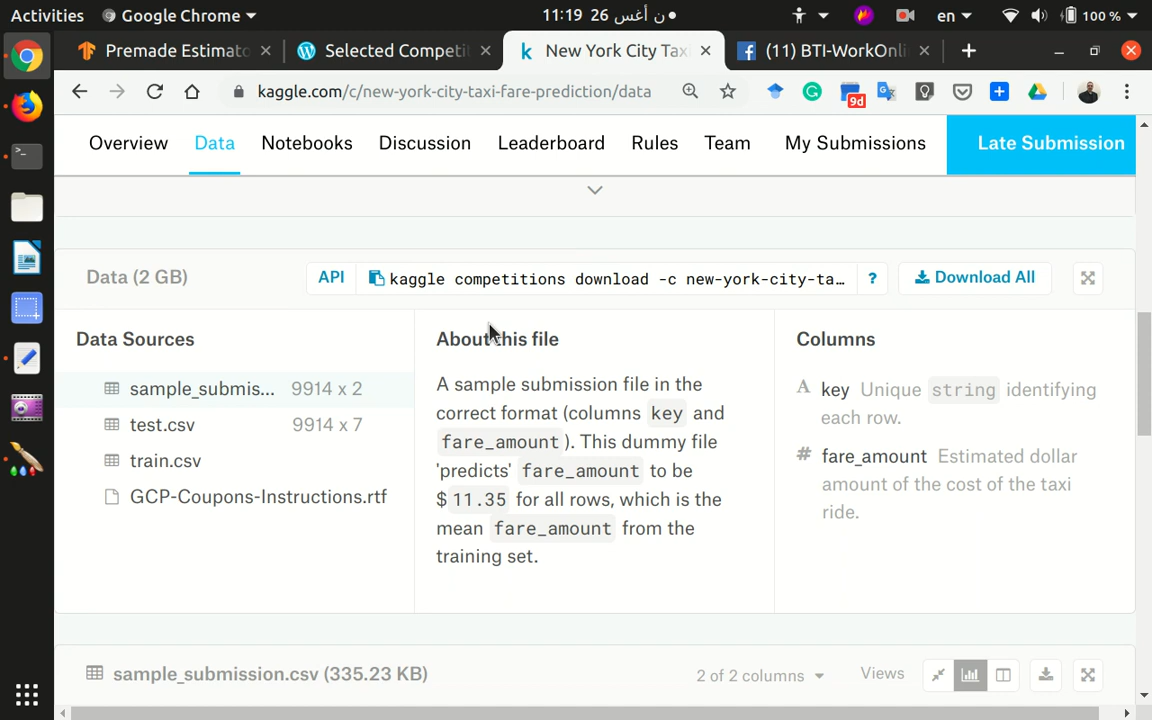 Activities
Google Chrome
11:19 26 ن أغس
en
100 %
Premade Estimato
Selected Competit
New York City Tax
(11) BTI-WorkOnli
kaggle.com/c/new-york-city-taxi-fare-prediction/data
9d
Overview
Data
Notebooks
Discussion
Leaderboard
Rules
Team
My Submissions
Late Submission
Data (2 GB)
API
kaggle competitions download -c new-york-city-ta…
?
Download All
Data Sources
sample_submis... 9914 x 2
test.csv 9914 x 7
train.csv
GCP-Coupons-Instructions.rtf
About this file
A sample submission file in the
correct format (columns key and
fare_amount). This dummy file
'predicts' fare_amount to be
$11.35 for all rows, which is the
mean fare_amount from the
training set.
Columns
A key Unique string identifying
each row.
# fare_amount Estimated dollar
amount of the cost of the taxi
ride.
sample_submission.csv (335.23 KB)
2 of 2 columns
Views